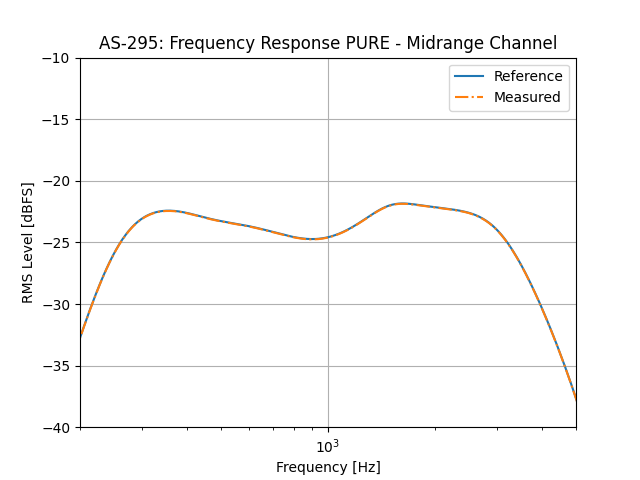 AS-295: Frequency Response PURE - Midrange Channel
Reference
Measured
−10
−15
−20
−25
−30
−35
−40
RMS Level [dBFS]
10³
Frequency [Hz]